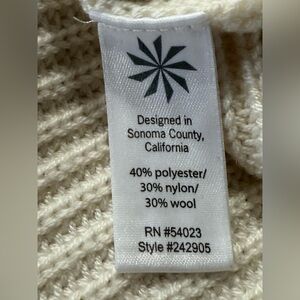 Designed in
Sonoma County,
California
40% polyester/
30% nylon/
30% wool
RN #54023
Style #242905